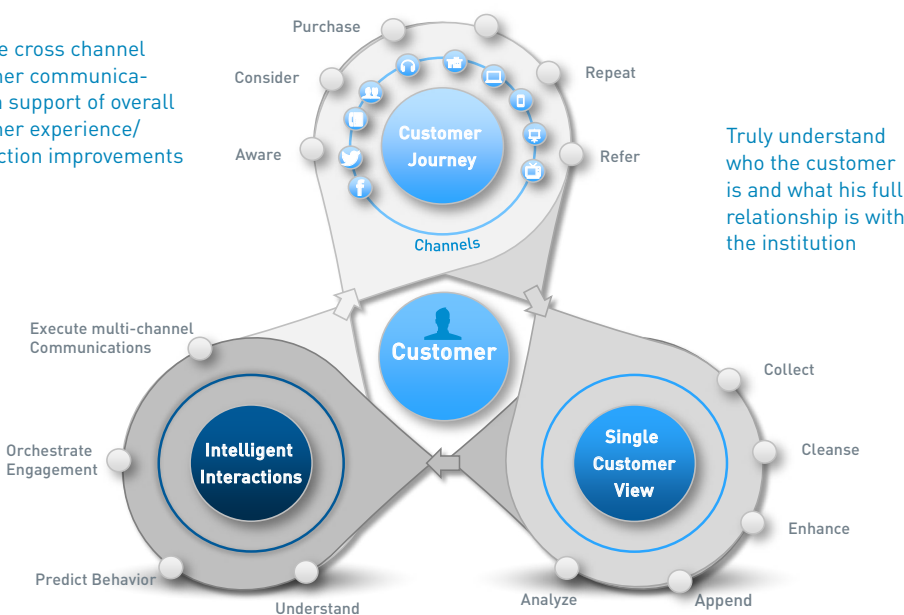 Purchase
e cross channel
ner communica-
n support of overall
ner experience/
ction improvements
Consider
Repeat
Aware
Refer
Customer
Journey
Channels
Truly understand
who the customer
is and what his full
relationship is with
the institution
Customer
Execute multi-channel
Communications
Orchestrate
Engagement
Intelligent
Interactions
Predict Behavior
Understand
Single
Customer
View
Collect
Cleanse
Enhance
Append
Analyze